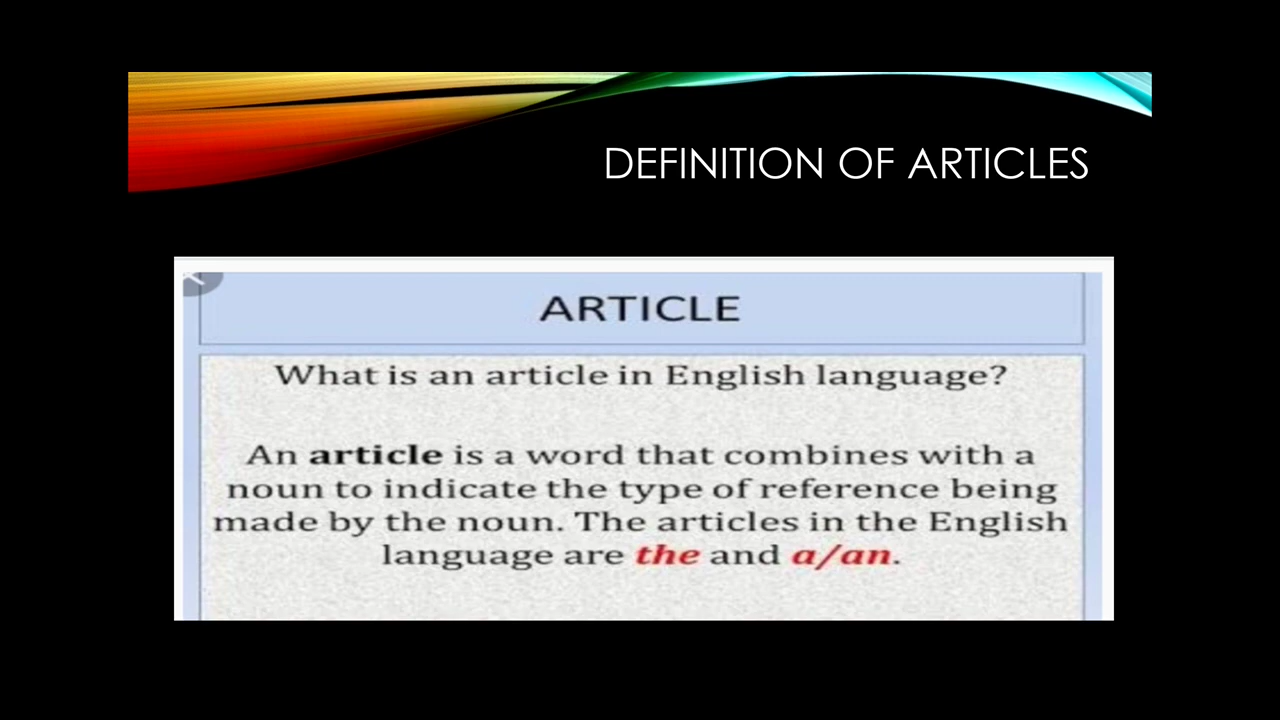 DEFINITION OF ARTICLES
ARTICLE
What is an article in English language?
An article is a word that combines with a
noun to indicate the type of reference being
made by the noun. The articles in the English
language are the and a/an.